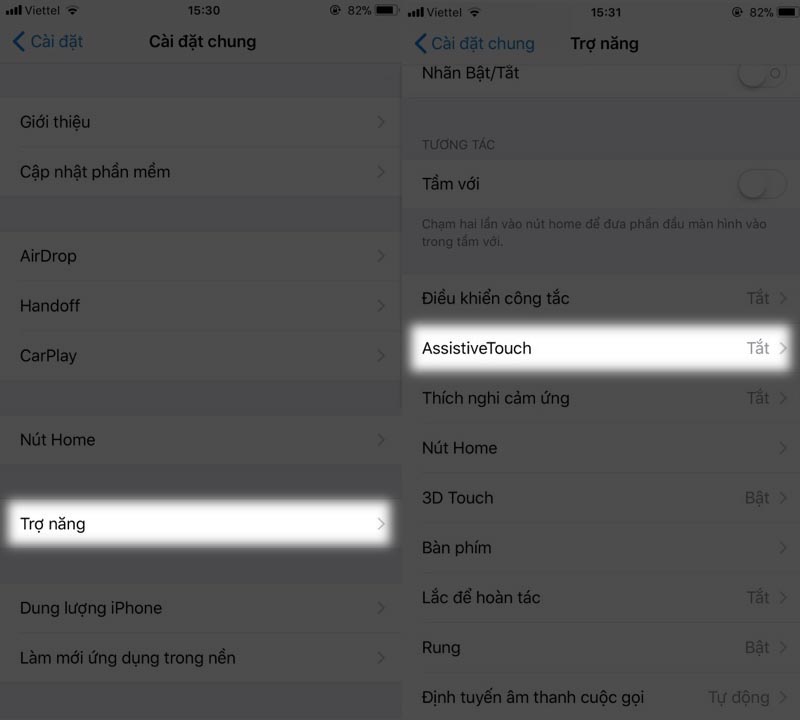 Viettel 15:30 82%
Cài đặt Cài đặt chung
Giới thiệu
Cập nhật phần mềm
AirDrop
Handoff
CarPlay
Nút Home
Trợ năng
Dung lượng iPhone
Làm mới ứng dụng trong nền
Viettel 15:31 82%
Cài đặt chung Trợ năng
Nhãn Bật/Tắt
TƯƠNG TÁC
Tầm với
Chạm hai lần vào nút home để đưa phần đầu màn hình vào
trong tầm với.
Điều khiển công tắc Tắt
AssistiveTouch Tắt
Thích nghi cảm ứng Tắt
Nút Home
3D Touch Bật
Bàn phím
Lắc để hoàn tác Tắt
Rung Bật
Định tuyến âm thanh cuộc gọi Tự động